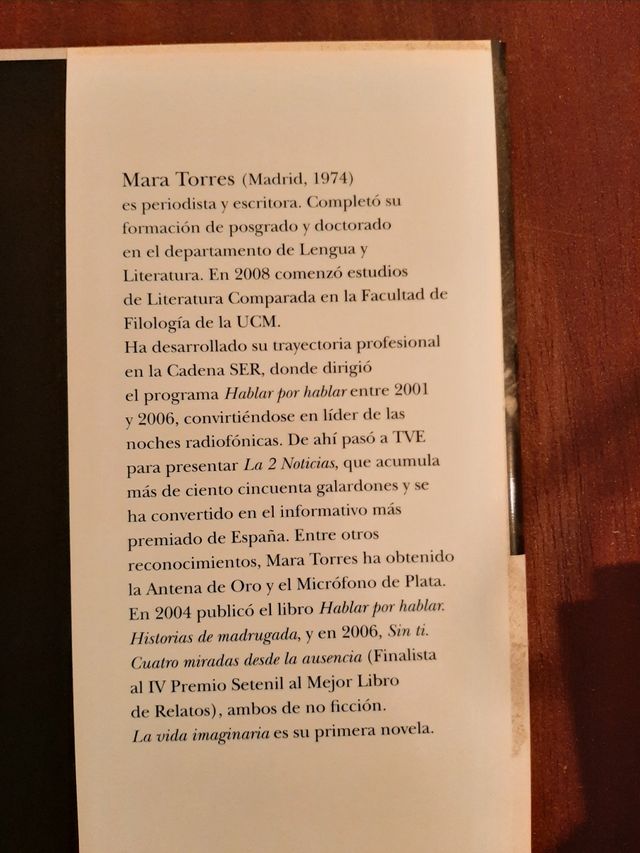 Mara Torres (Madrid, 1974)
es periodista y escritora. Completó su
formación de posgrado y doctorado
en el departamento de Lengua y
Literatura. En 2008 comenzó estudios
de Literatura Comparada en la Facultad de
Filología de la UCM.
Ha desarrollado su trayectoria profesional
en la Cadena SER, donde dirigió
el programa Hablar por hablar entre 2001
y 2006, convirtiéndose en líder de las
noches radiofónicas. De ahí pasó a TVE
para presentar La 2 Noticias, que acumula
más de ciento cincuenta galardones y se
ha convertido en el informativo más
premiado de España. Entre otros
reconocimientos, Mara Torres ha obtenido
la Antena de Oro y el Micrófono de Plata.
En 2004 publicó el libro Hablar por hablar.
Historias de madrugada, y en 2006, Sin ti.
Cuatro miradas desde la ausencia (Finalista
al IV Premio Setenil al Mejor Libro
de Relatos), ambos de no ficción.
La vida imaginaria es su primera novela.